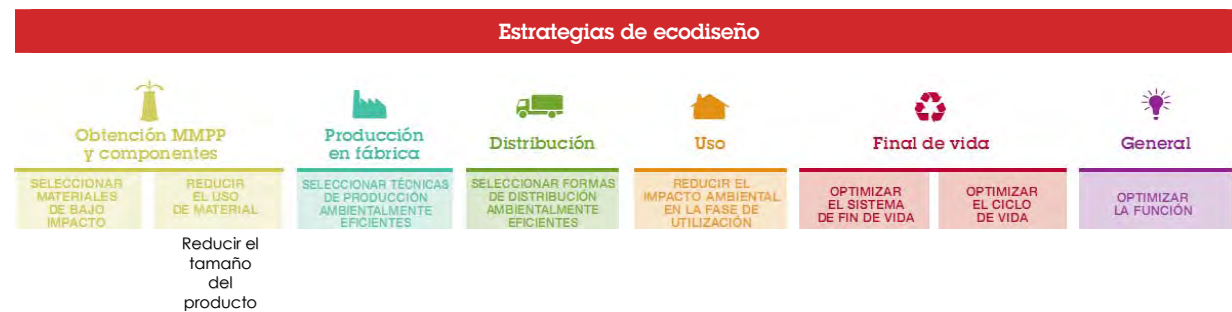 Estrategias de ecodiseño
Obtención MMPP
y componentes
Producción
en fábrica
Distribución
Uso
Final de vida
General
SELECCIONAR
MATERIALES
DE BAJO
IMPACTO
REDUCIR
EL USO
DE MATERIAL
SELECCIONAR TÉCNICAS
DE PRODUCCIÓN
AMBIENTALMENTE
EFICIENTES
SELECCIONAR FORMAS
DE DISTRIBUCIÓN
AMBIENTALMENTE
EFICIENTES
REDUCIR EL
IMPACTO AMBIENTAL
EN LA FASE DE
UTILIZACIÓN
OPTIMIZAR
EL SISTEMA
DE FIN DE VIDA
OPTIMIZAR
EL CICLO
DE VIDA
OPTIMIZAR
LA FUNCIÓN
Reducir el
tamaño
del
producto